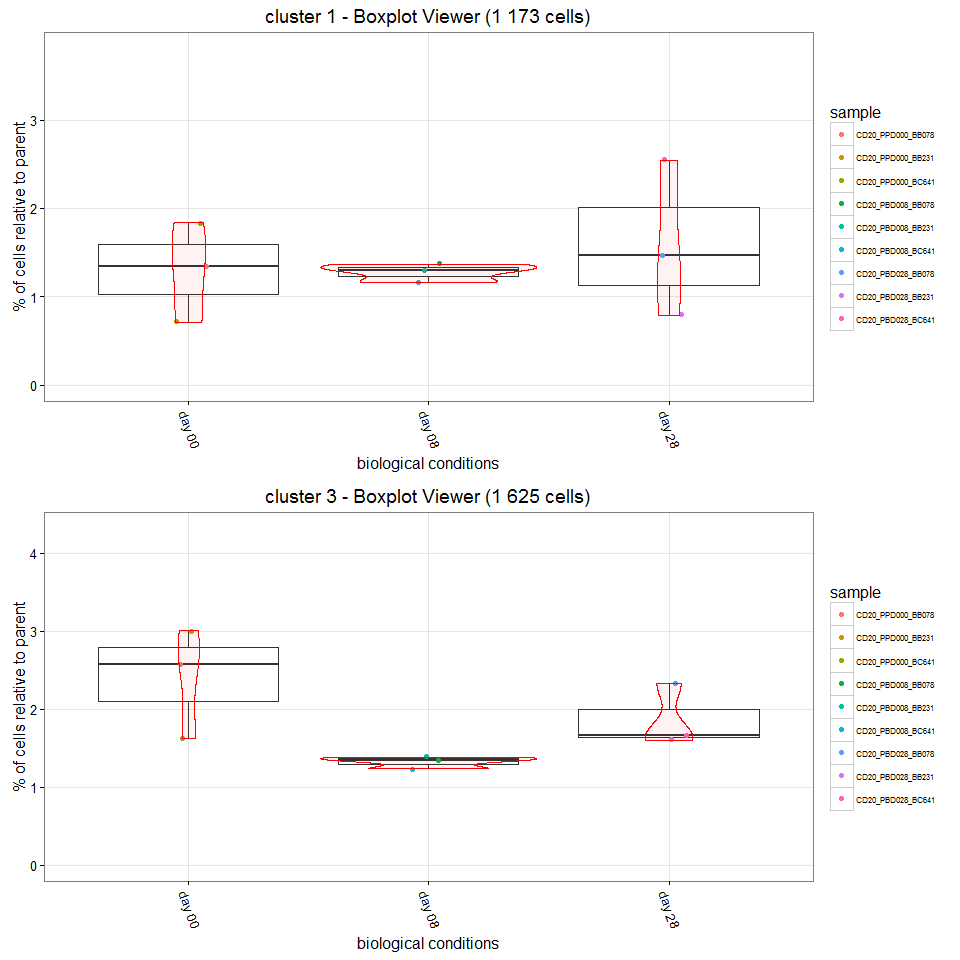 cluster 1 - Boxplot Viewer (1 173 cells)
% of cells relative to parent
3
2
1
0
day 00
day 08
day 28
biological conditions
sample
CD20_PPD000_BB078
CD20_PPD000_BB231
CD20_PPD000_BC641
CD20_PBD008_BB078
CD20_PBD008_BB231
CD20_PBD008_BC641
CD20_PBD028_BB078
CD20_PBD028_BB231
CD20_PBD028_BC641
cluster 3 - Boxplot Viewer (1 625 cells)
% of cells relative to parent
4
3
2
1
0
day 00
day 08
day 28
biological conditions
sample
CD20_PPD000_BB078
CD20_PPD000_BB231
CD20_PPD000_BC641
CD20_PBD008_BB078
CD20_PBD008_BB231
CD20_PBD008_BC641
CD20_PBD028_BB078
CD20_PBD028_BB231
CD20_PBD028_BC641